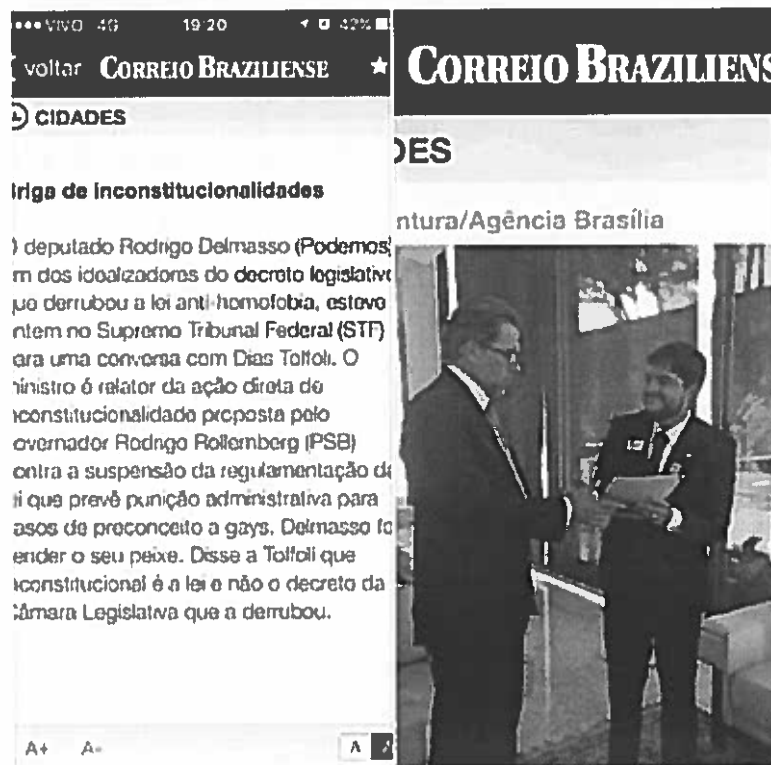 VIVO 4G 19:20 42%
voltar CORREIO BRAZILIENSE
CIDADES
riga de inconstitucionalidades
deputado Rodrigo Delmasso (Podemos)
m dos idealizadores do decreto legislativo
que derrubou a lei anti-homofobia, esteve
ntem no Supremo Tribunal Federal (STF)
ara uma conversa com Dias Toffoli. O
ministro é relator da ação direta de
nconstitucionalidade proposta pelo
overnador Rodrigo Rollemberg (PSB)
ontra a suspensão da regulamentação da
ei que prevê punição administrativa para
asos de preconceito a gays. Delmasso fo
ender o seu peixe. Disse a Toffoli que
nconstitucional é a lei e não o decreto da
Câmara Legislativa que a derrubou.
A+ A- A
CORREIO BRAZILIENS
DES
ntura/Agência Brasília